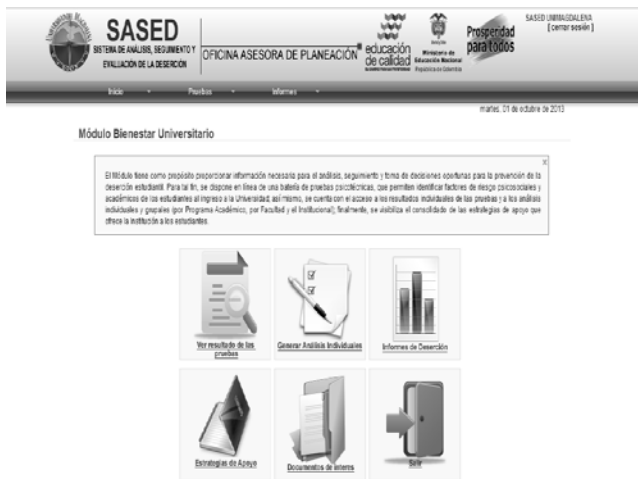 SASED
SISTEMA DE ANÁLISIS, SEGUIMIENTO Y
EVALUACIÓN DE LA DESERCIÓN
OFICINA ASESORA DE PLANEACIÓN
educación
de calidad
Ministerio de
Educación Nacional
República de Colombia
Prosperidad
para todos
SASED UNIMAGDALENA
[ cerrar sesión ]
Inicio
Pruebas
Informes
martes, 01 de octubre de 2013
Módulo Bienestar Universitario
x
El Módulo tiene como propósito proporcionar información necesaria para el análisis, seguimiento y toma de decisiones oportunas para la prevención de la
deserción estudiantil. Para tal fin, se dispone en línea de una batería de pruebas psicotécnicas, que permiten identificar factores de riesgo psicosociales y
académicos de los estudiantes al ingreso a la Universidad; así mismo, se cuenta con el acceso a los resultados individuales de las pruebas y a los análisis
individuales y grupales (por Programa Académico, por Facultad y el Institucional); finalmente, se visibiliza el consolidado de las estrategias de apoyo que
ofrece la institución a los estudiantes.
Ver resultado de las
pruebas
Generar Análisis Individuales
Informes de Deserción
Estrategias de Apoyo
Documentos de interes
Salir